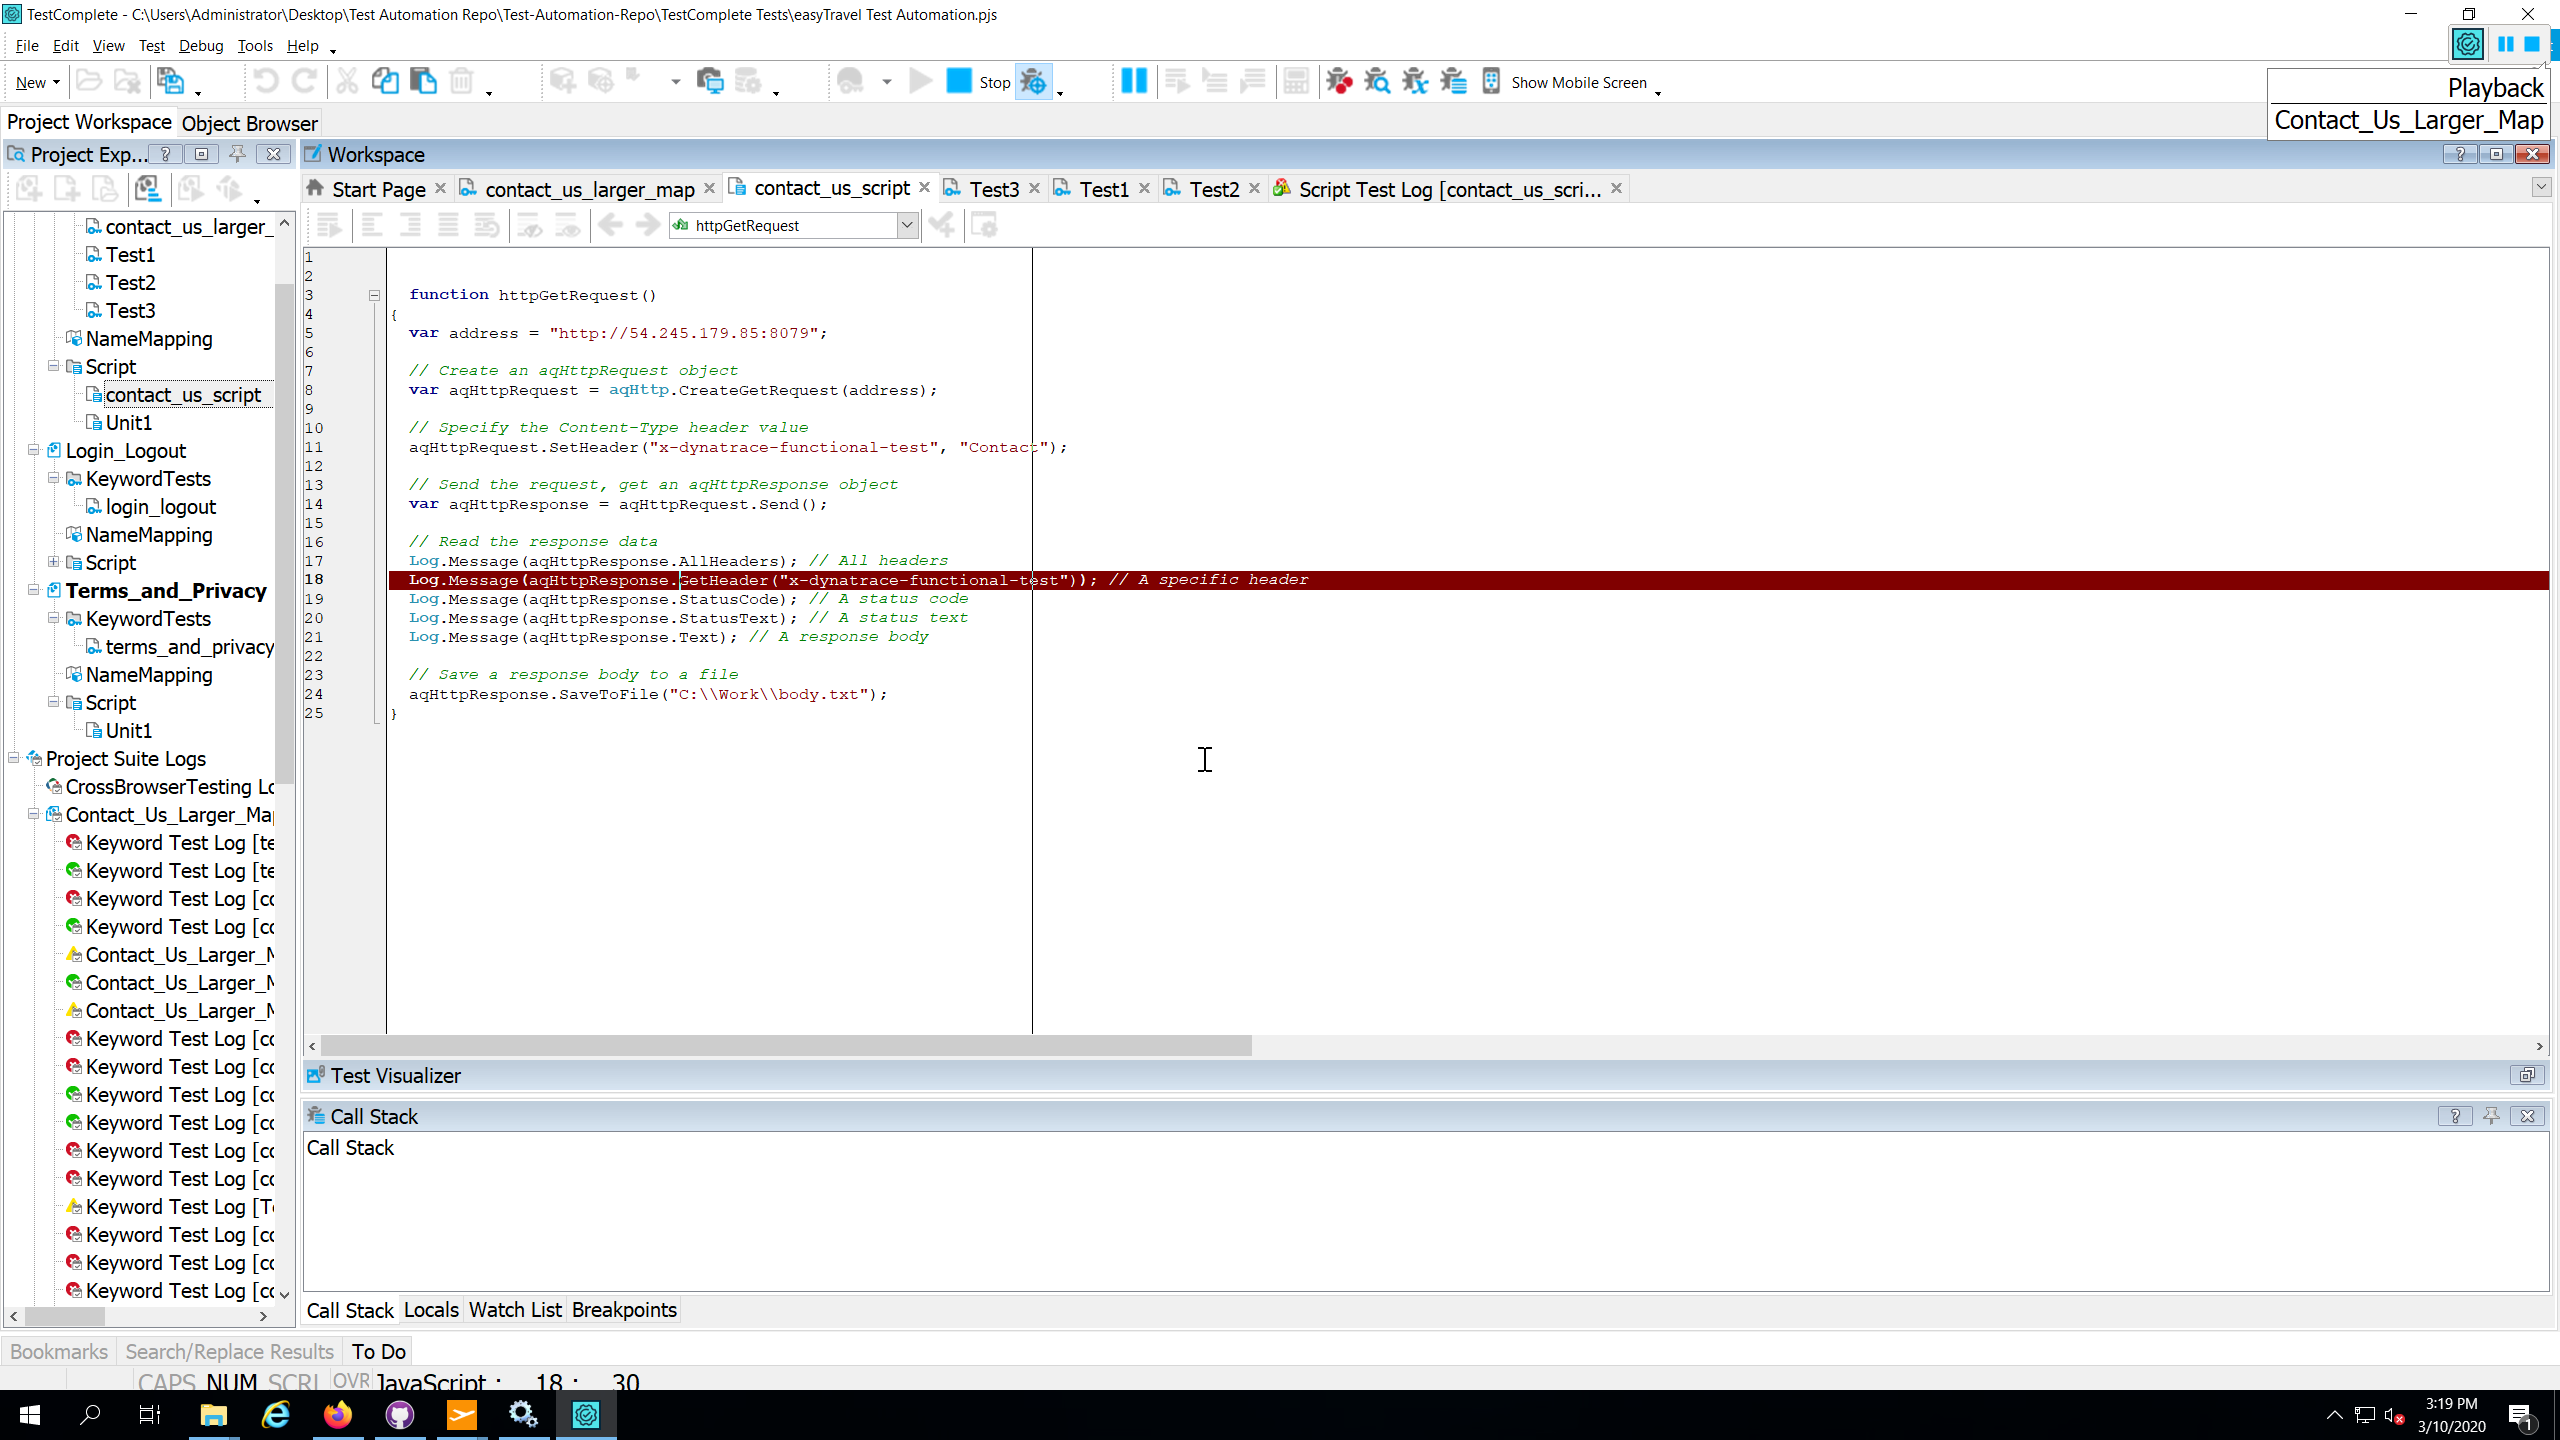 TestComplete - C:\Users\Administrator\Desktop\Test Automation Repo\Test-Automation-Repo\TestComplete Tests\easyTravel Test Automation.pjs
File Edit View Test Debug Tools Help
New Stop Show Mobile Screen
Playback
Contact_Us_Larger_Map
Project Workspace Object Browser
Project Exp...
Workspace
Start Page contact_us_larger_map contact_us_script Test3 Test1 Test2 Script Test Log [contact_us_scri...
httpGetRequest
contact_us_larger_
Test1
Test2
Test3
NameMapping
Script
contact_us_script
Unit1
Login_Logout
KeywordTests
login_logout
NameMapping
Script
Terms_and_Privacy
KeywordTests
terms_and_privacy
NameMapping
Script
Unit1
Project Suite Logs
CrossBrowserTesting Lo
Contact_Us_Larger_Ma
Keyword Test Log [te
Keyword Test Log [te
Keyword Test Log [co
Keyword Test Log [co
Contact_Us_Larger_M
Contact_Us_Larger_M
Contact_Us_Larger_M
Keyword Test Log [co
Keyword Test Log [co
Keyword Test Log [co
Keyword Test Log [co
Keyword Test Log [co
Keyword Test Log [co
Keyword Test Log [Te
Keyword Test Log [co
Keyword Test Log [co
Keyword Test Log [co
1
2
3 function httpGetRequest()
4 {
5 var address = "http://54.245.179.85:8079";
6
7 // Create an aqHttpRequest object
8 var aqHttpRequest = aqHttp.CreateGetRequest(address);
9
10 // Specify the Content-Type header value
11 aqHttpRequest.SetHeader("x-dynatrace-functional-test", "Contact");
12
13 // Send the request, get an aqHttpResponse object
14 var aqHttpResponse = aqHttpRequest.Send();
15
16 // Read the response data
17 Log.Message(aqHttpResponse.AllHeaders); // All headers
18 Log.Message(aqHttpResponse.GetHeader("x-dynatrace-functional-test")); // A specific header
19 Log.Message(aqHttpResponse.StatusCode); // A status code
20 Log.Message(aqHttpResponse.StatusText); // A status text
21 Log.Message(aqHttpResponse.Text); // A response body
22
23 // Save a response body to a file
24 aqHttpResponse.SaveToFile("C:\\Work\\body.txt");
25 }
Test Visualizer
Call Stack
Call Stack
Call Stack Locals Watch List Breakpoints
Bookmarks Search/Replace Results To Do
CAPS NUM SCRL OVR JavaScript : 18 : 30
3:19 PM
3/10/2020
1